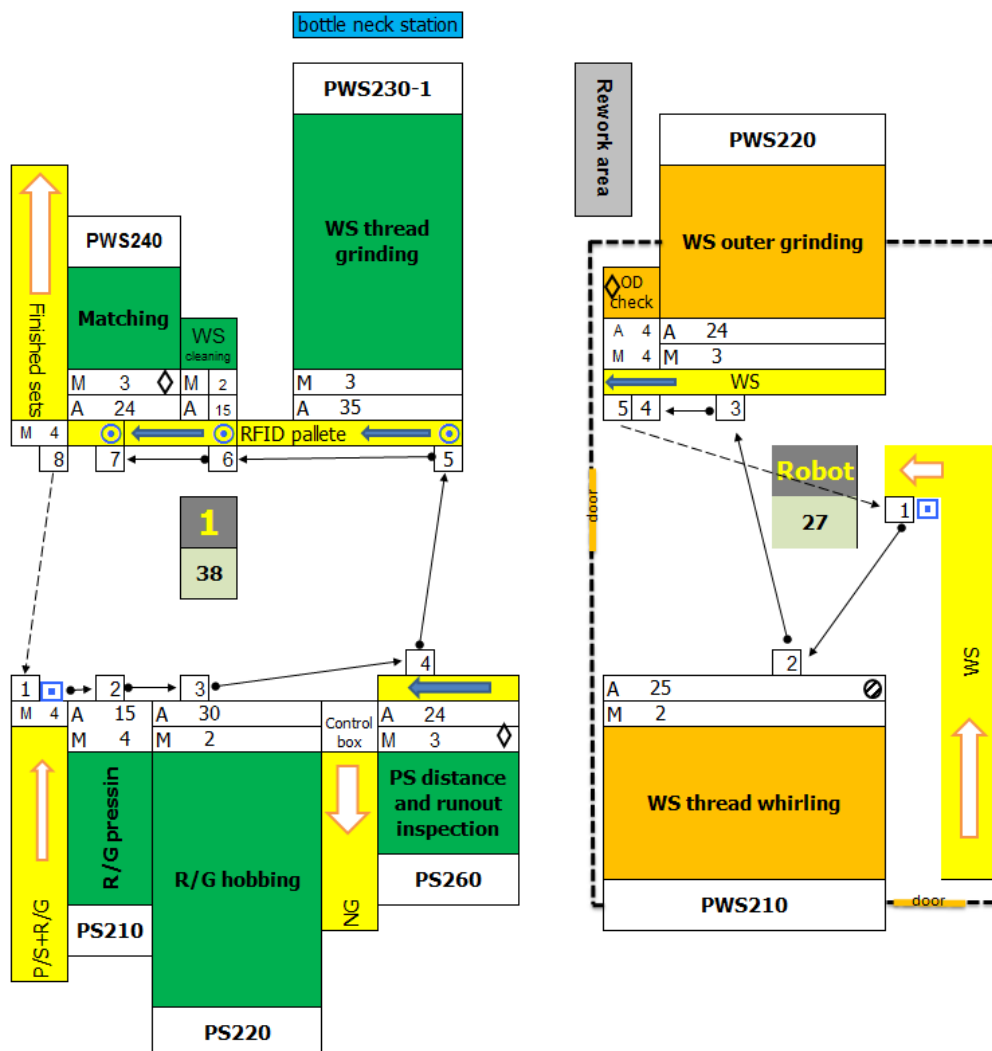 bottle neck station
PWS230-1
WS thread
grinding
M 3
A 35
PWS240
Matching
M 3
A 24
WS
cleaning
M 2
A 15
Finished sets
M 4
RFID pallete
8
7
6
5
1
38
4
1
2
3
M 4
P/S+R/G
A 15
M 4
R/G pressin
PS210
A 30
M 2
R/G hobbing
PS220
Control
box
NG
A 24
M 3
PS distance
and runout
inspection
PS260
Rework area
PWS220
WS outer grinding
OD
check
A 4
M 4
A 24
M 3
WS
5
4
3
door
Robot
27
1
WS
2
A 25
M 2
WS thread whirling
PWS210
door